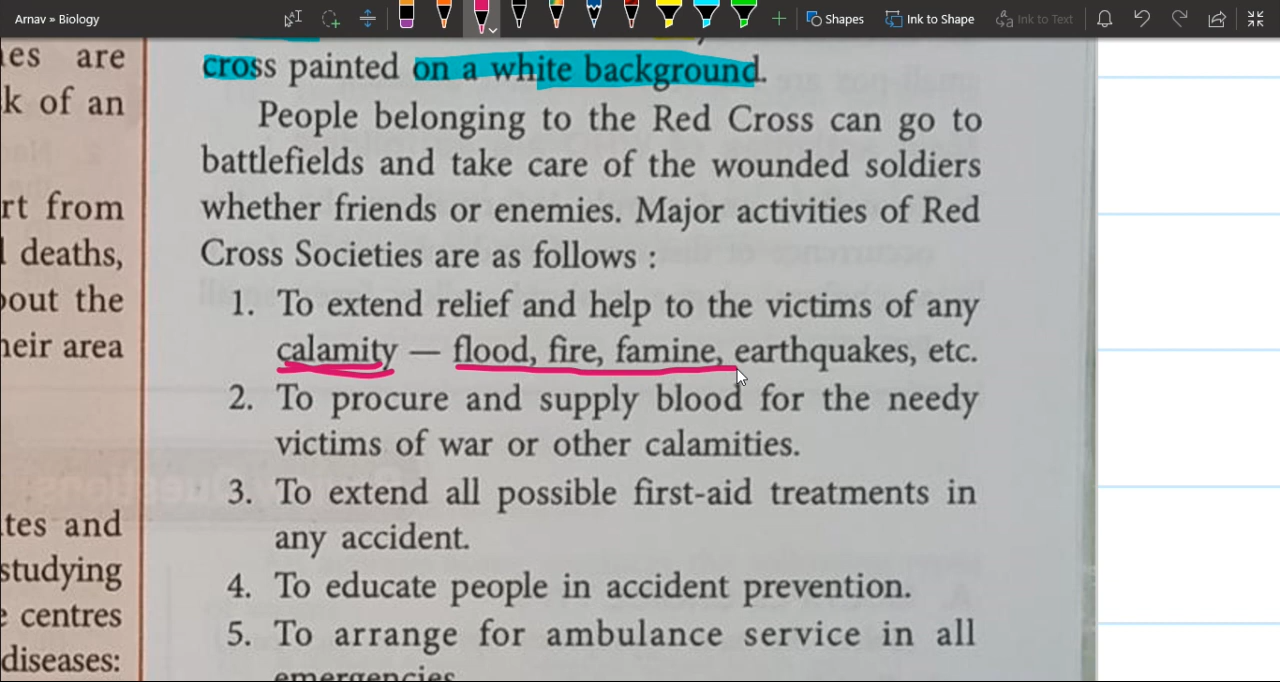 Arnav » Biology
Shapes
Ink to Shape
Ink to Text
es are
k of an
rt from
deaths,
out the
eir area
tes and
studying
centres
diseases:
cross painted on a white background.
People belonging to the Red Cross can go to
battlefields and take care of the wounded soldiers
whether friends or enemies. Major activities of Red
Cross Societies are as follows :
1. To extend relief and help to the victims of any
calamity — flood, fire, famine, earthquakes, etc.
2. To procure and supply blood for the needy
victims of war or other calamities.
3. To extend all possible first-aid treatments in
any accident.
4. To educate people in accident prevention.
5. To arrange for ambulance service in all
emergencies